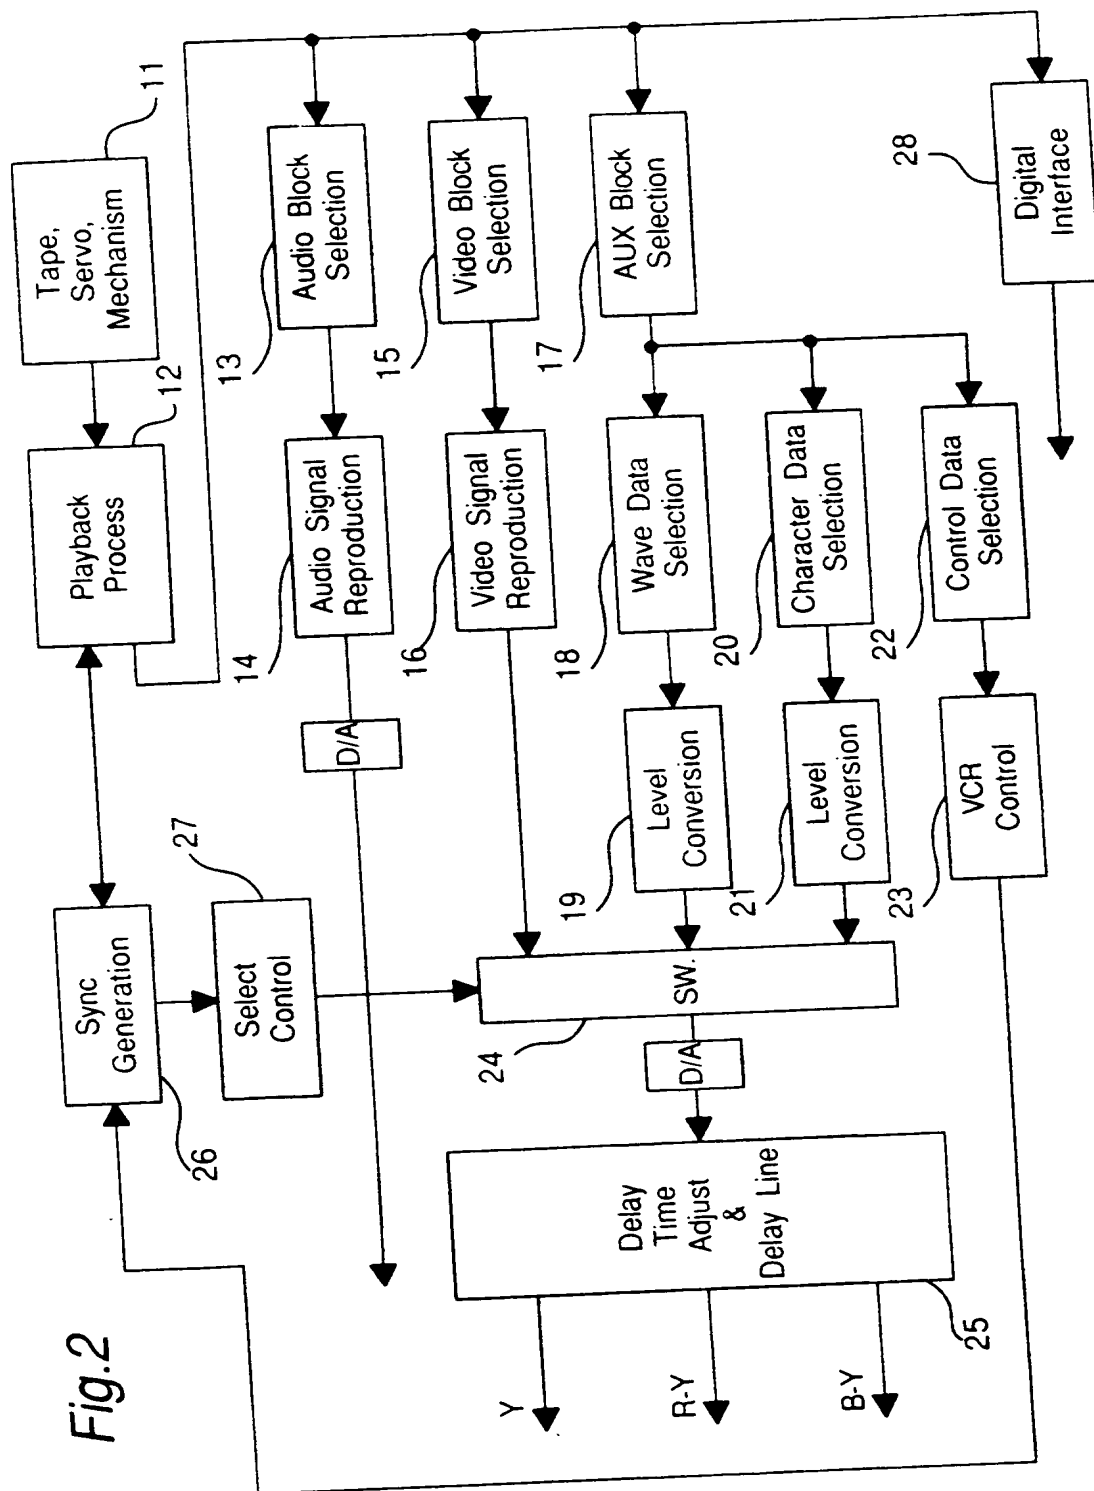 Fig.2
Tape,
Servo,
Mechanism
11
Playback
Process
12
Sync
Generation
26
Select
Control
27
Audio Block
Selection
13
Audio Signal
Reproduction
14
D/A
Video Block
Selection
15
Video Signal
Reproduction
16
AUX Block
Selection
17
Wave Data
Selection
18
Level
Conversion
19
Character Data
Selection
20
Level
Conversion
21
Control Data
Selection
22
VCR
Control
23
SW.
24
D/A
Delay
Time
Adjust
&
Delay Line
25
Y
R-Y
B-Y
Digital
Interface
28